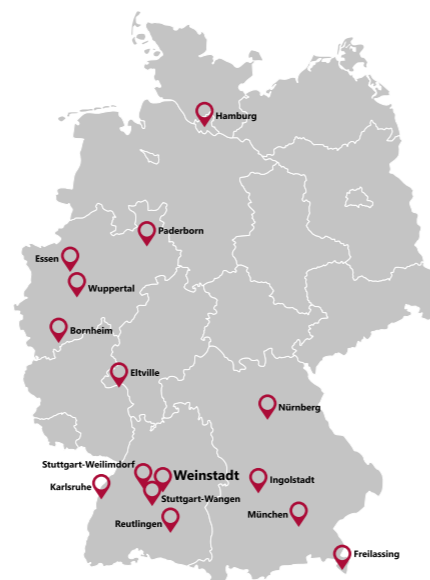 Hamburg
Paderborn
Essen
Wuppertal
Bornheim
Eltville
Nürnberg
Stuttgart-Weilimdorf
Weinstadt
Karlsruhe
Stuttgart-Wangen
Ingolstadt
Reutlingen
München
Freilassing